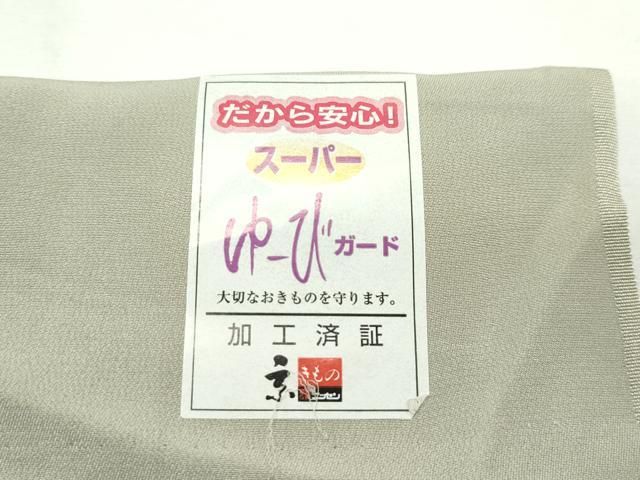 だから安心!
スーパー
ゆーびガード
大切なおきものを守ります。
加工済証
京きもの